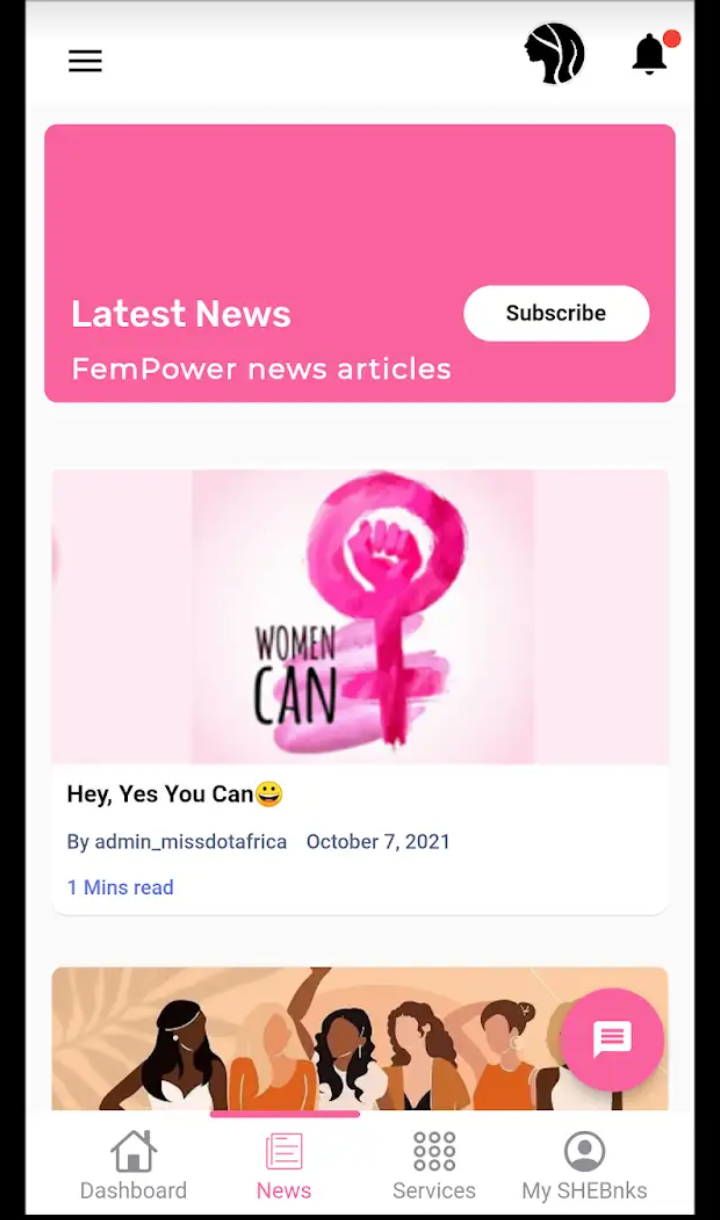 Latest News
Subscribe
FemPower news articles
WOMEN
CAN
Hey, Yes You Can😀
By admin_missdotafrica October 7, 2021
1 Mins read
Dashboard
News
Services
My SHEBnks